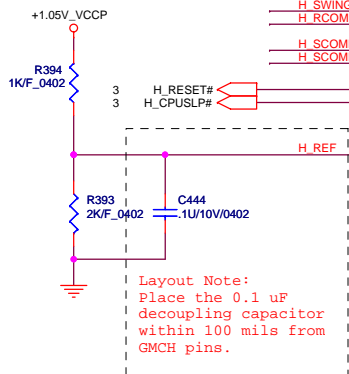 +1.05V_VCCP
H_SWING
H_RCOM
R394
1K/F_0402
H_SCOM
H_SCOM
3 H_RESET#
3 H_CPUSLP#
H_REF
R393
2K/F_0402
C444
.1U/10V/0402
Layout Note:
Place the 0.1 uF
decoupling capacitor
within 100 mils from
GMCH pins.